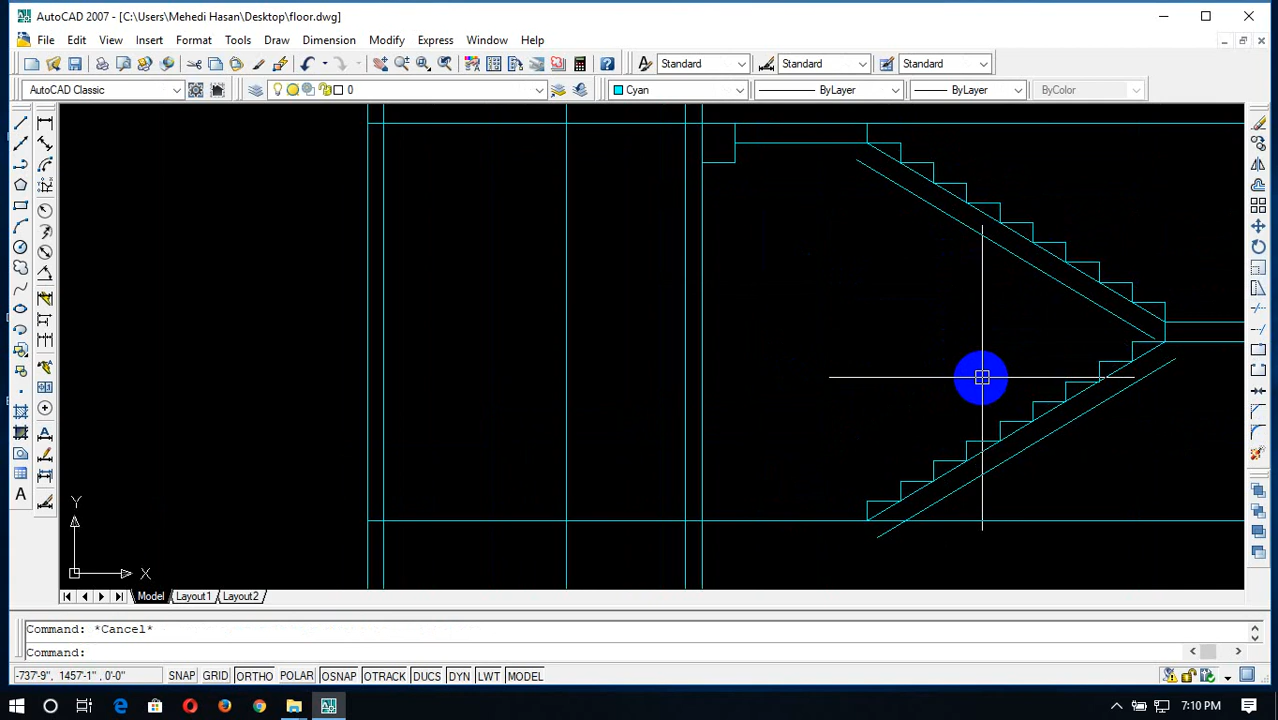 AutoCAD 2007 - [C:\Users\Mehedi Hasan\Desktop\floor.dwg]
File Edit View Insert Format Tools Draw Dimension Modify Express Window Help
Standard Standard Standard
AutoCAD Classic 0 Cyan ByLayer ByLayer ByColor
A
Y
X
Model Layout1 Layout2
Command: *Cancel*
Command:
-737'-9", 1457'-1", 0'-0" SNAP GRID ORTHO POLAR OSNAP OTRACK DUCS DYN LWT MODEL
7:10 PM